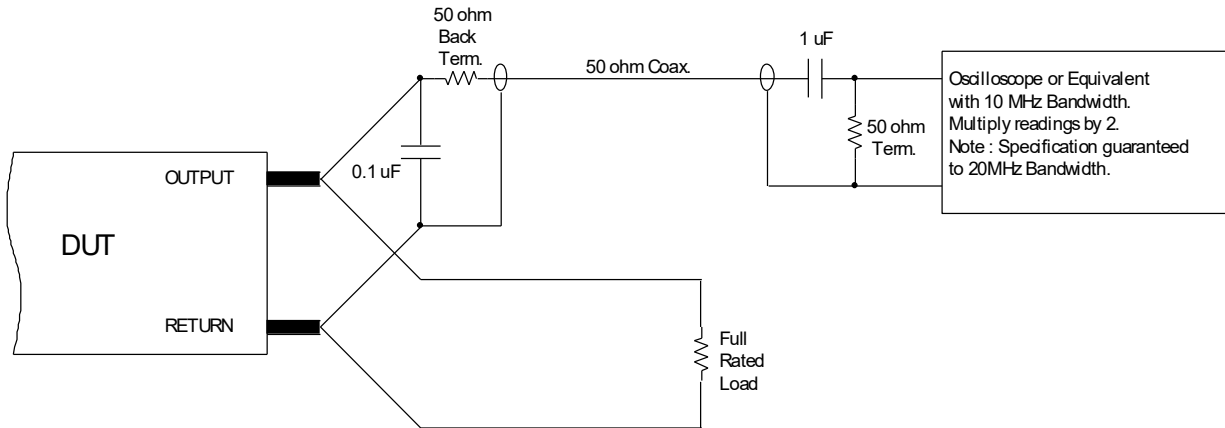 50 ohm
Back
Term.
50 ohm Coax.
1 uF
50 ohm
Term.
Oscilloscope or Equivalent
with 10 MHz Bandwidth.
Multiply readings by 2.
Note : Specification guaranteed
to 20MHz Bandwidth.
0.1 uF
OUTPUT
DUT
RETURN
Full
Rated
Load